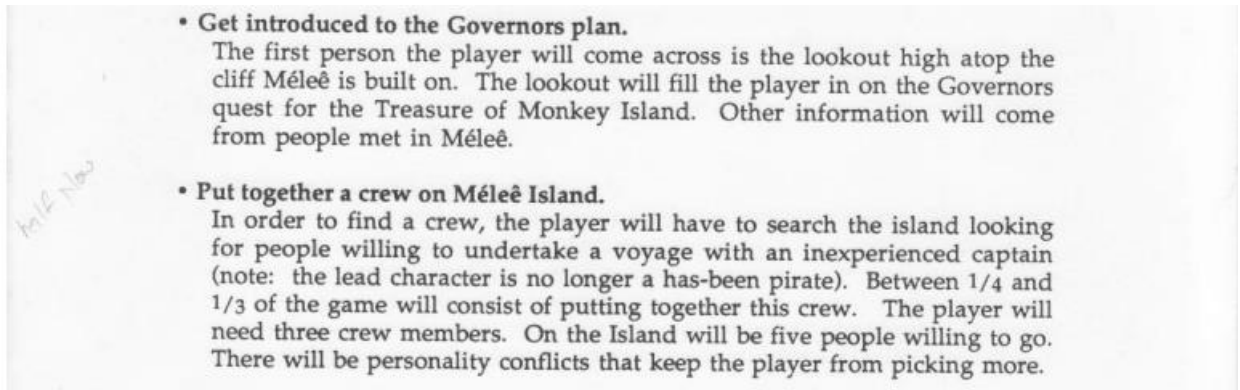 • Get introduced to the Governors plan.
The first person the player will come across is the lookout high atop the
cliff Méleê is built on. The lookout will fill the player in on the Governors
quest for the Treasure of Monkey Island. Other information will come
from people met in Méleê.
• Put together a crew on Méleê Island.
In order to find a crew, the player will have to search the island looking
for people willing to undertake a voyage with an inexperienced captain
(note: the lead character is no longer a has-been pirate). Between 1/4 and
1/3 of the game will consist of putting together this crew. The player will
need three crew members. On the Island will be five people willing to go.
There will be personality conflicts that keep the player from picking more.